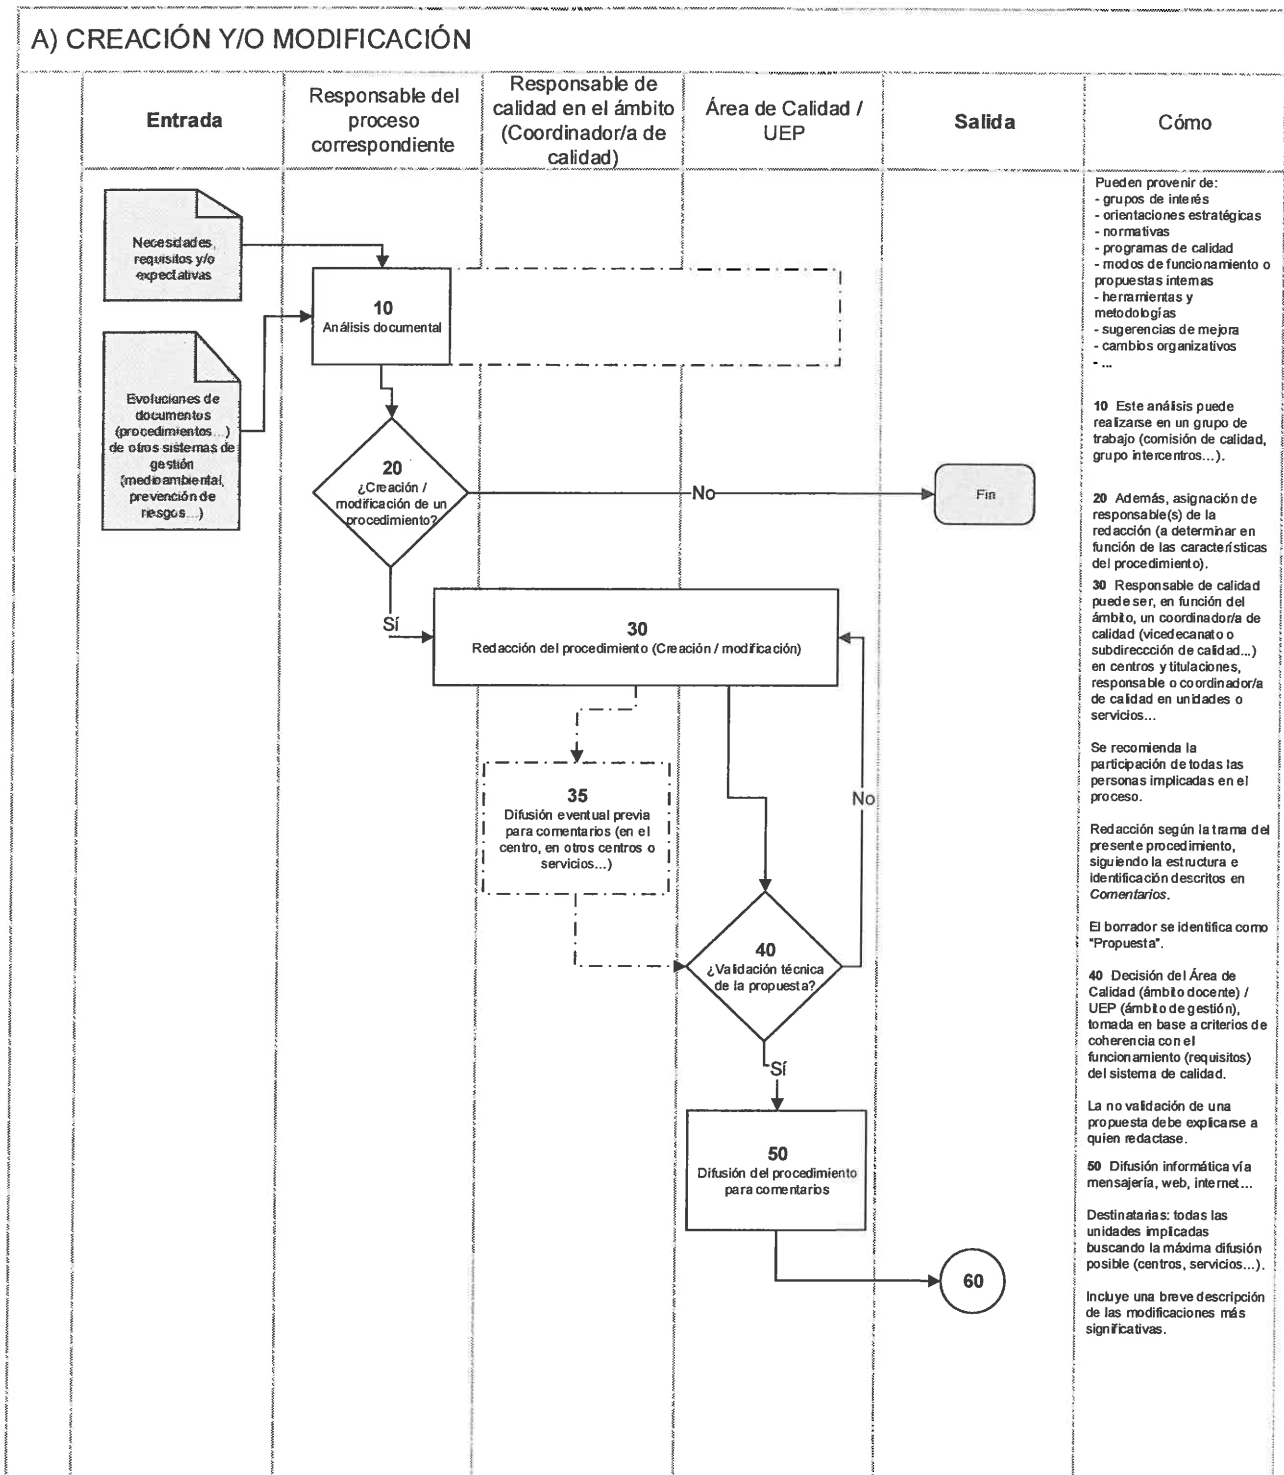 A) CREACIÓN Y/O MODIFICACIÓN
Entrada
Responsable del
proceso
correspondiente
Responsable de
calidad en el ámbito
(Coordinador/a de
calidad)
Área de Calidad /
UEP
Salida
Cómo
Necesidades,
requisitos y/o
expectativas
Evoluciones de
documentos
(procedimientos...)
de otros sistemas de
gestión
(medioambiental,
prevención de
riesgos...)
10
Análisis documental
20
¿Creación /
modificación de un
procedimiento?
No
Fin
Sí
30
Redacción del procedimiento (Creación / modificación)
35
Difusión eventual previa
para comentarios (en el
centro, en otros centros o
servicios...)
No
40
¿Validación técnica
de la propuesta?
Sí
50
Difusión del procedimiento
para comentarios
60
Pueden provenir de:
- grupos de interés
- orientaciones estratégicas
- normativas
- programas de calidad
- modos de funcionamiento o
propuestas internas
- herramientas y
metodologías
- sugerencias de mejora
- cambios organizativos
- ...
10 Este análisis puede
realizarse en un grupo de
trabajo (comisión de calidad,
grupo intercentros...).
20 Además, asignación de
responsable(s) de la
redacción (a determinar en
función de las características
del procedimiento).
30 Responsable de calidad
puede ser, en función del
ámbito, un coordinador/a de
calidad (vicedecanato o
subdireccción de calidad...)
en centros y titulaciones,
responsable o coordinador/a
de calidad en unidades o
servicios...
Se recomienda la
participación de todas las
personas implicadas en el
proceso.
Redacción según la trama del
presente procedimiento,
siguiendo la estructura e
identificación descritos en
Comentarios.
El borrador se identifica como
"Propuesta".
40 Decisión del Área de
Calidad (ámbito docente) /
UEP (ámbito de gestión),
tomada en base a criterios de
coherencia con el
funcionamiento (requisitos)
del sistema de calidad.
La no validación de una
propuesta debe explicarse a
quien redactase.
50 Difusión informática vía
mensajería, web, internet...
Destinatarias: todas las
unidades implicadas
buscando la máxima difusión
posible (centros, servicios...).
Incluye una breve descripción
de las modificaciones más
significativas.